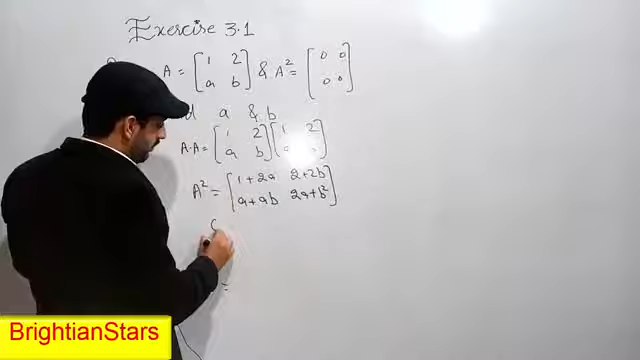 Exercise 3.1
A = [1 2 a b] & A² = [0 0 0 0]
a & b
A·A = [1 2 a b] [1 2
A² = [1+2a 2+2b a+ab 2a+b²]
=
BrightianStars